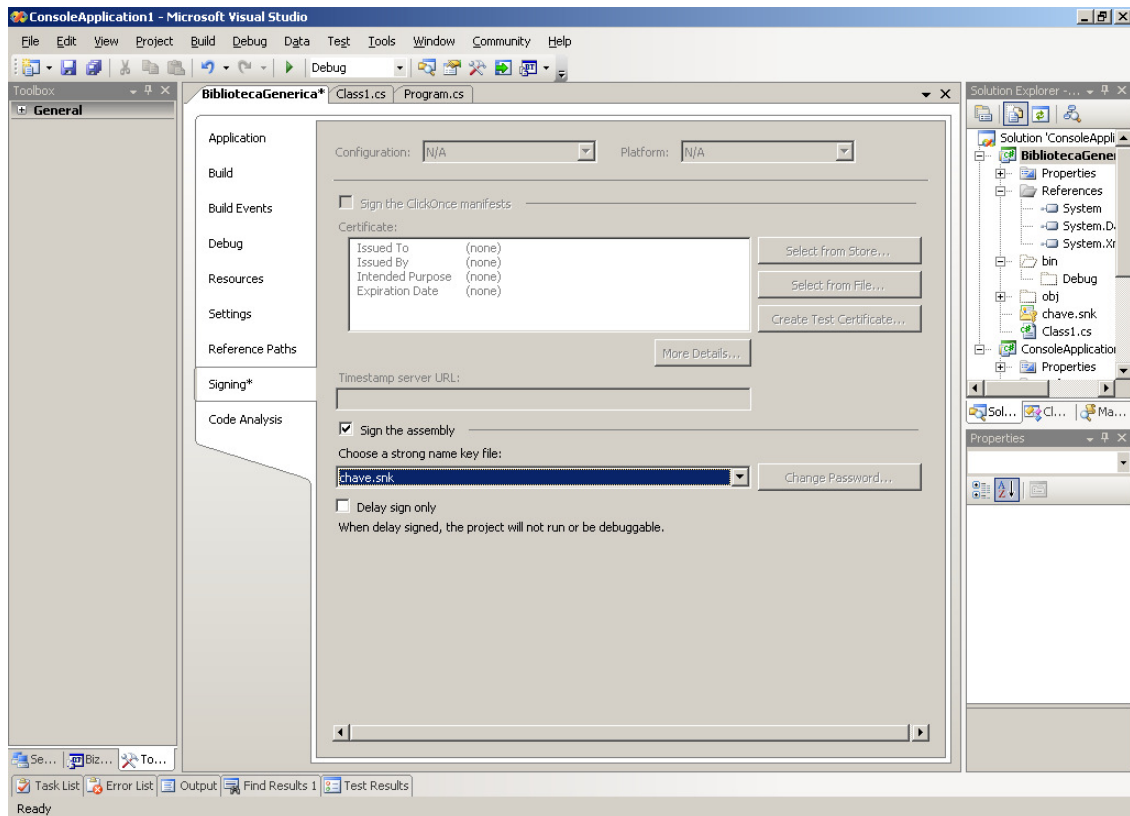 ConsoleApplication1 - Microsoft Visual Studio
File Edit View Project Build Debug Data Test Tools Window Community Help
Debug
Toolbox
General
BibliotecaGenerica* Class1.cs Program.cs
Application
Build
Build Events
Debug
Resources
Settings
Reference Paths
Signing*
Code Analysis
Configuration: N/A Platform: N/A
Sign the ClickOnce manifests
Certificate:
Issued To (none)
Issued By (none)
Intended Purpose (none)
Expiration Date (none)
Select from Store...
Select from File...
Create Test Certificate...
More Details...
Timestamp server URL:
Sign the assembly
Choose a strong name key file:
chave.snk
Change Password...
Delay sign only
When delay signed, the project will not run or be debuggable.
Solution Explorer -...
Solution 'ConsoleAppli
BibliotecaGener
Properties
References
System
System.D
System.Xr
bin
Debug
obj
chave.snk
Class1.cs
ConsoleApplication
Properties
Sol... Cl... Ma...
Properties
Se... Biz... To...
Task List Error List Output Find Results 1 Test Results
Ready